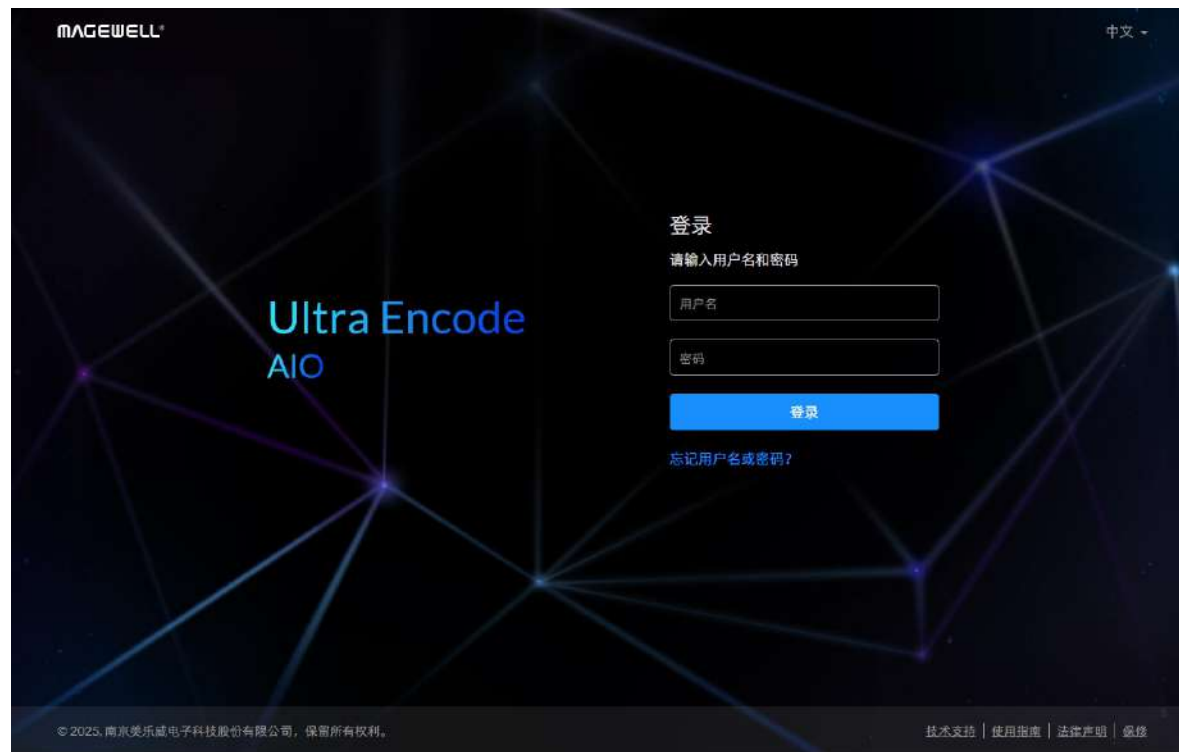 MAGEWELL®
中文
登录
请输入用户名和密码
用户名
Ultra Encode
AIO
密码
登录
忘记用户名或密码?
© 2025, 南京美乐威电子科技股份有限公司，保留所有权利。
技术支持 | 使用指南 | 法律声明 | 保修